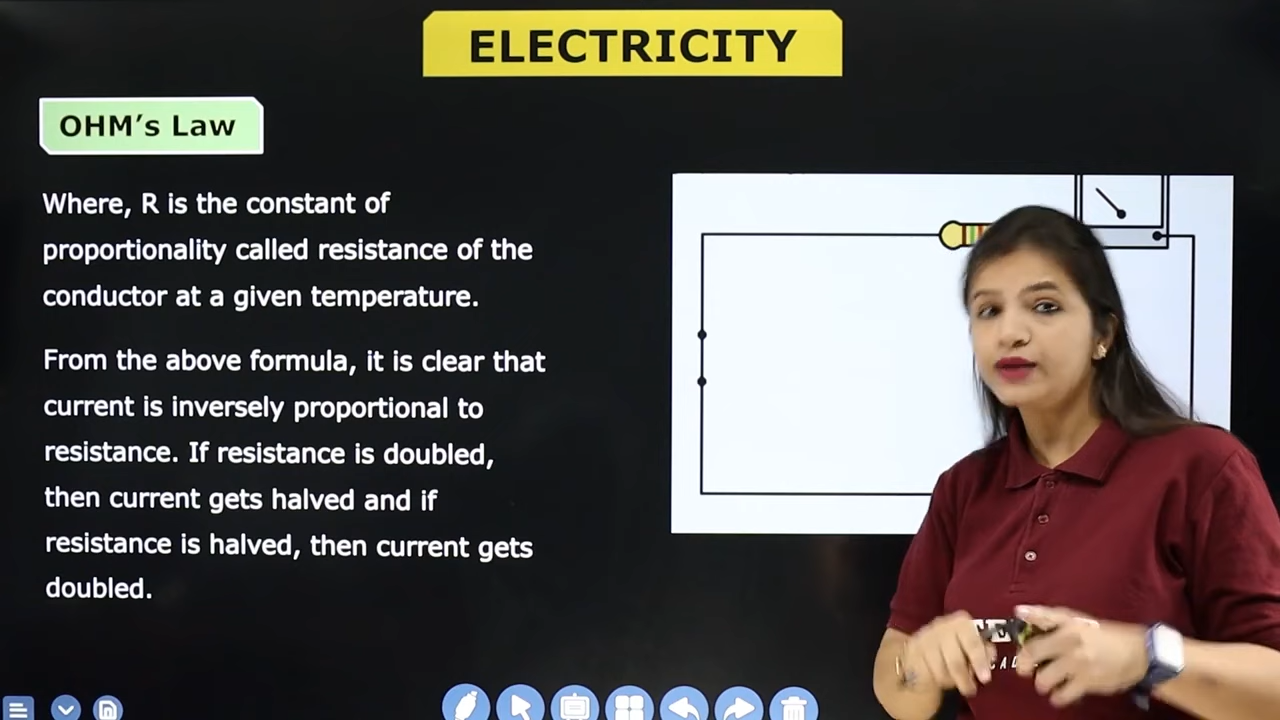 ELECTRICITY
OHM's Law
Where, R is the constant of
proportionality called resistance of the
conductor at a given temperature.
From the above formula, it is clear that
current is inversely proportional to
resistance. If resistance is doubled,
then current gets halved and if
resistance is halved, then current gets
doubled.